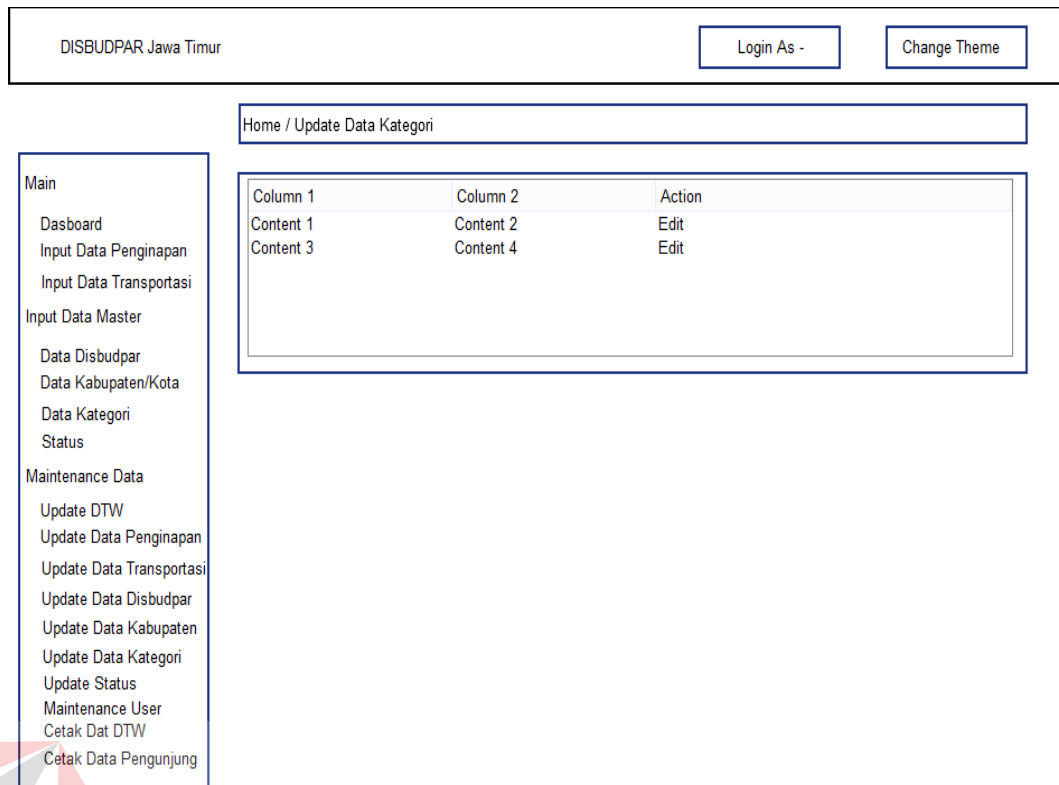 DISBUDPAR Jawa Timur
Login As -
Change Theme
Home / Update Data Kategori
Main
Dasboard
Input Data Penginapan
Input Data Transportasi
Input Data Master
Data Disbudpar
Data Kabupaten/Kota
Data Kategori
Status
Maintenance Data
Update DTW
Update Data Penginapan
Update Data Transportasi
Update Data Disbudpar
Update Data Kabupaten
Update Data Kategori
Update Status
Maintenance User
Cetak Dat DTW
Cetak Data Pengunjung
Column 1 Column 2 Action
Content 1 Content 2 Edit
Content 3 Content 4 Edit